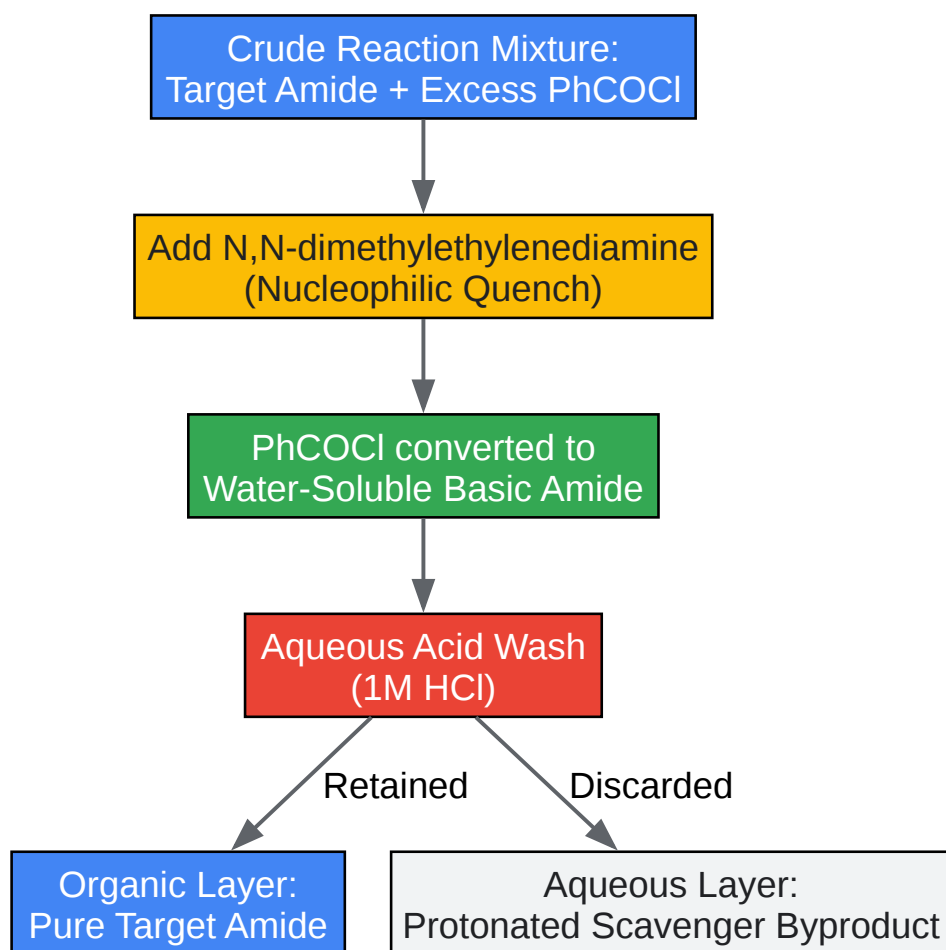 Crude Reaction Mixture:
Target Amide + Excess PhCOCl
Add N,N-dimethylethylenediamine
(Nucleophilic Quench)
PhCOCl converted to
Water-Soluble Basic Amide
Aqueous Acid Wash
(1M HCl)
Retained
Discarded
Organic Layer:
Pure Target Amide
Aqueous Layer:
Protonated Scavenger Byproduct